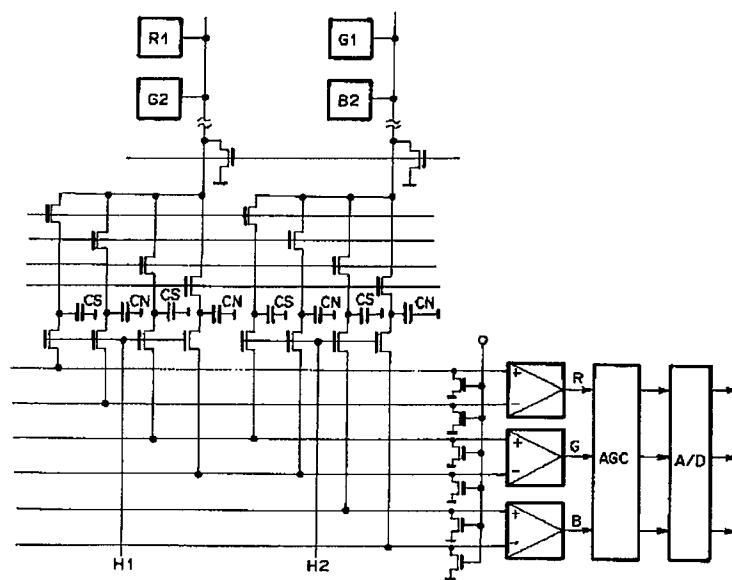 R1 G1
G2 B2
CS CN CS CN CS CN CS CN
+ R
−
+ G AGC A/D
−
+ B
−
H1 H2